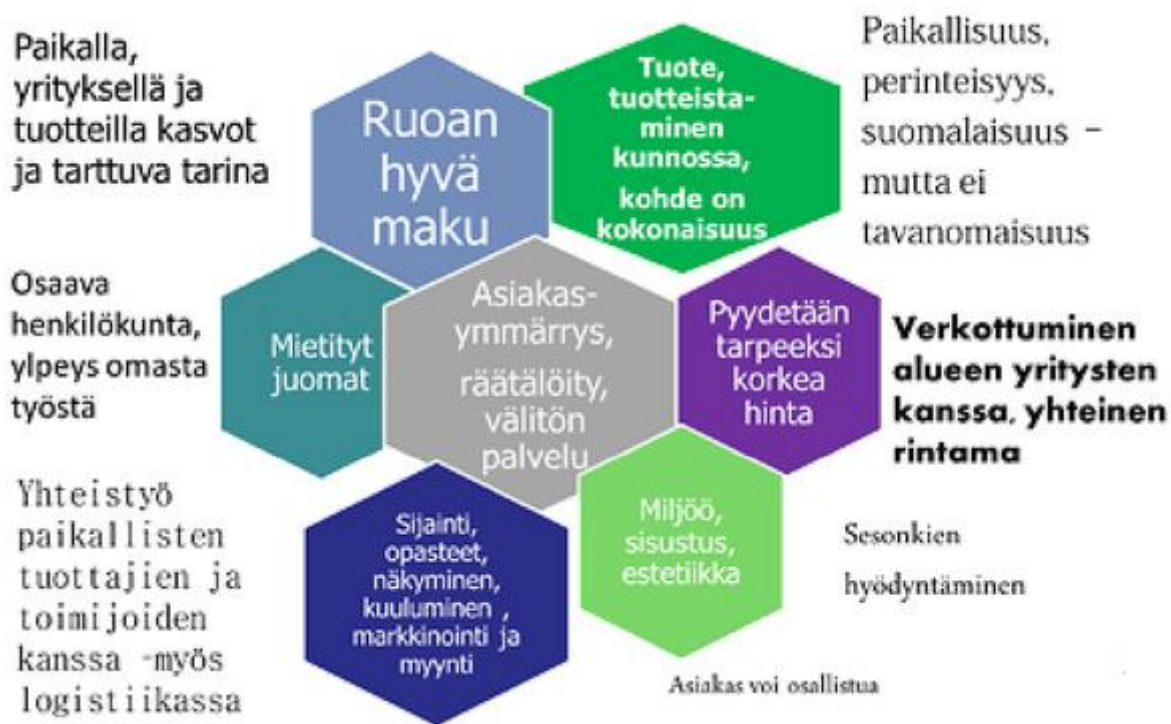 Paikalla,
yrityksellä ja
tuotteilla kasvot
ja tarttuva tarina
Ruoan
hyvä
maku
Tuote,
tuotteista-
minen
kunnossa,
kohde on
kokonaisuus
Paikallisuus,
perinteisyys,
suomalaisuus –
mutta ei
tavanomaisuus
Osaava
henkilökunta,
ylpeys omasta
työstä
Mietityt
juomat
Asiakas-
ymmärrys,
räätälöity,
välitön
palvelu
Pyydetään
tarpeeksi
korkea
hinta
Verkottuminen
alueen yritysten
kanssa, yhteinen
rintama
Yhteistyö
paikallisten
tuottajien ja
toimijoiden
kanssa -myös
logistiikassa
Sijainti,
opasteet,
näkyminen,
kuuluminen ,
markkinointi ja
myynti
Miljöö,
sisustus,
estetiikka
Sesonkien
hyödyntäminen
Asiakas voi osallistua